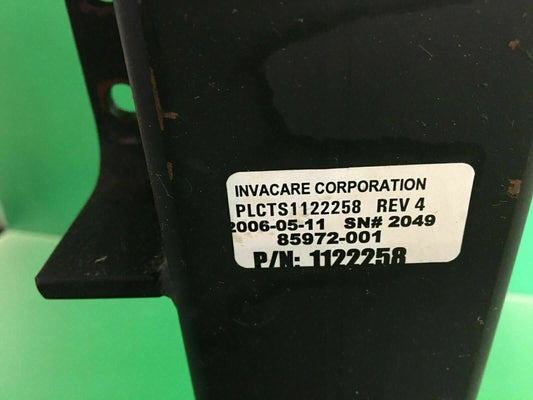 INVACARE CORPORATION
PLCTS1122258 REV 4
2006-05-11 SN# 2049
85972-001
P/N: 1122258